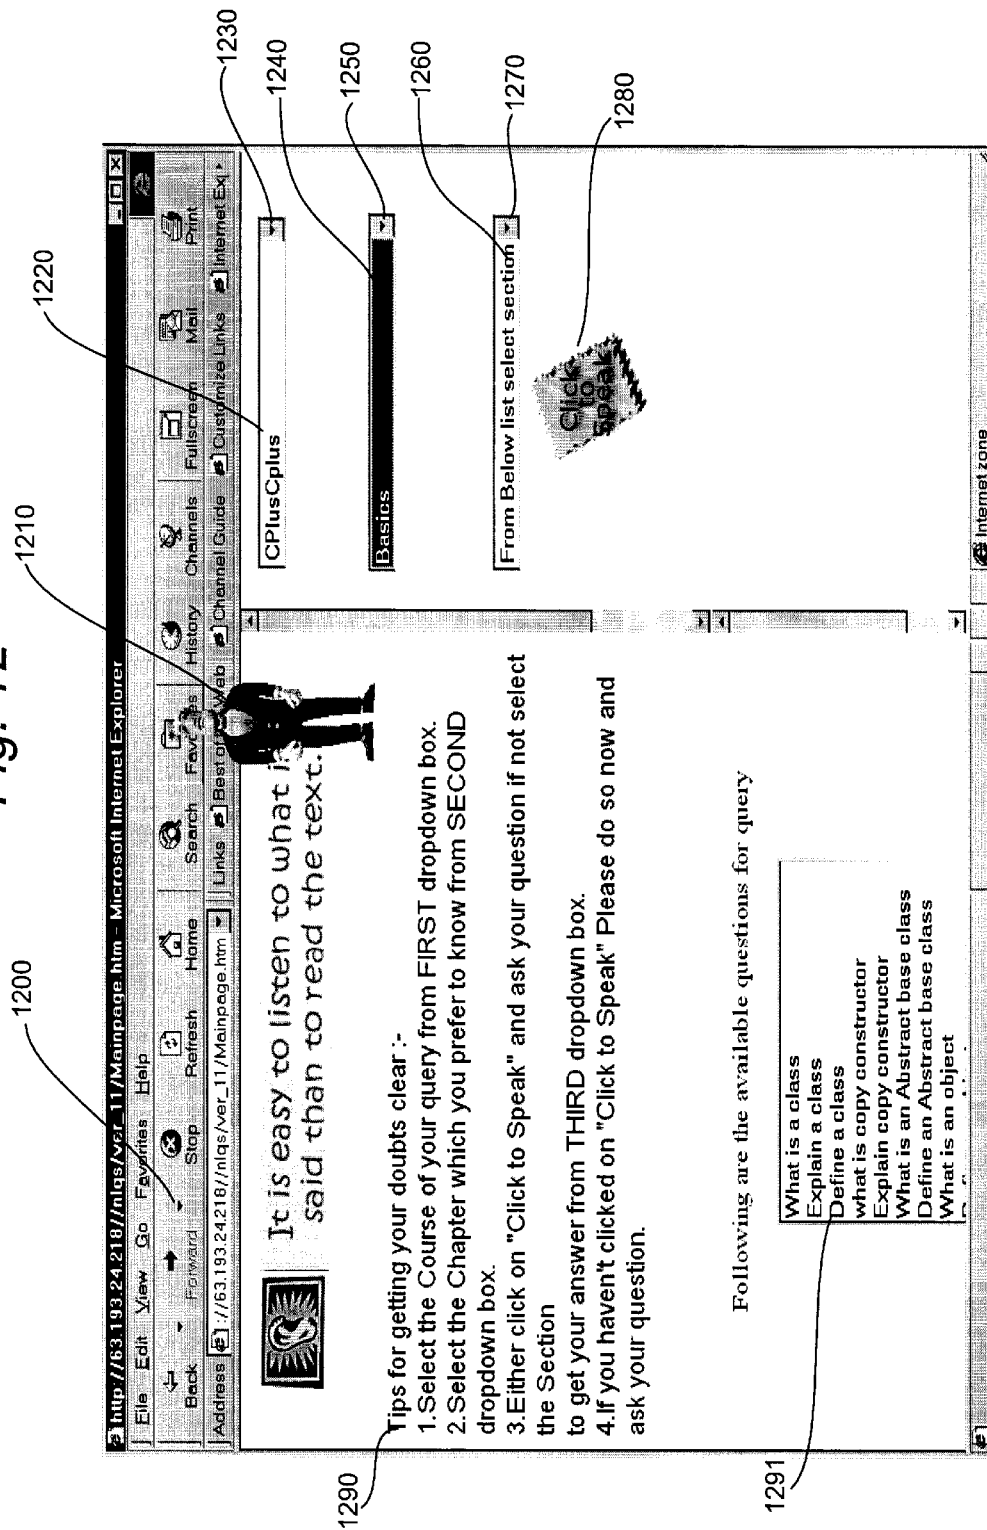 Fig. 12
1200
1210
1220
1230
1240
1250
1260
1270
1280
1290
1291
http://63.193.24.218//nlqs/ver_11/Mainpage.htm - Microsoft Internet Explorer
File Edit View Go Favorites Help
Back Forward Stop Refresh Home Search Favorites History Channels Fullscreen Mail Print
Address ://63.193.24.218//nlqs/ver_11/Mainpage.htm Links Best of the Web Channel Guide Customize Links Internet Exp
It is easy to listen to what i
said than to read the text.
Tips for getting your doubts clear :-
1.Select the Course of your query from FIRST dropdown box.
2.Select the Chapter which you prefer to know from SECOND
dropdown box.
3.Either click on "Click to Speak" and ask your question if not select
the Section
to get your answer from THIRD dropdown box.
4.If you haven't clicked on "Click to Speak" Please do so now and
ask your question.
CPlusCplus
Basics
From Below list select section
Click
to
Speak
Following are the available questions for query
What is a class
Explain a class
Define a class
what is copy constructor
Explain copy constructor
What is an Abstract base class
Define an Abstract base class
What is an object
Internet zone